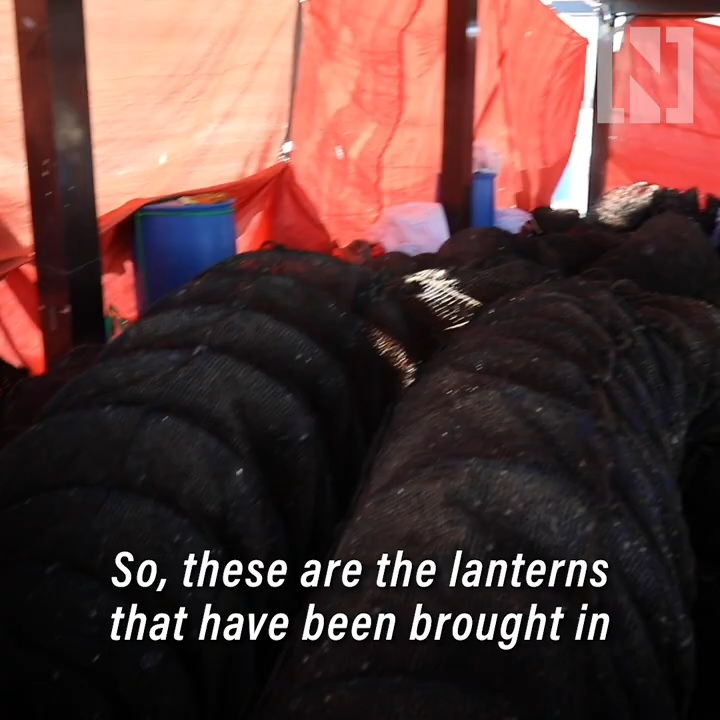 [N]
So, these are the lanterns
that have been brought in